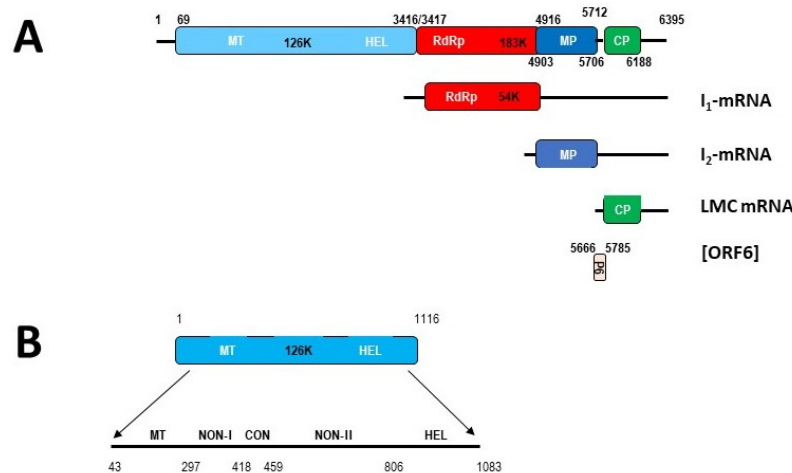 A
1 69 3416/3417 4916 5712 6395
MT 126K HEL RdRp 183K MP CP
4903 5706 6188
RdRp 54K I₁-mRNA
MP I₂-mRNA
CP LMC mRNA
5666 5785 [ORF6]
p6
B
1 1116
MT 126K HEL
MT NON-I CON NON-II HEL
43 297 418 459 806 1083